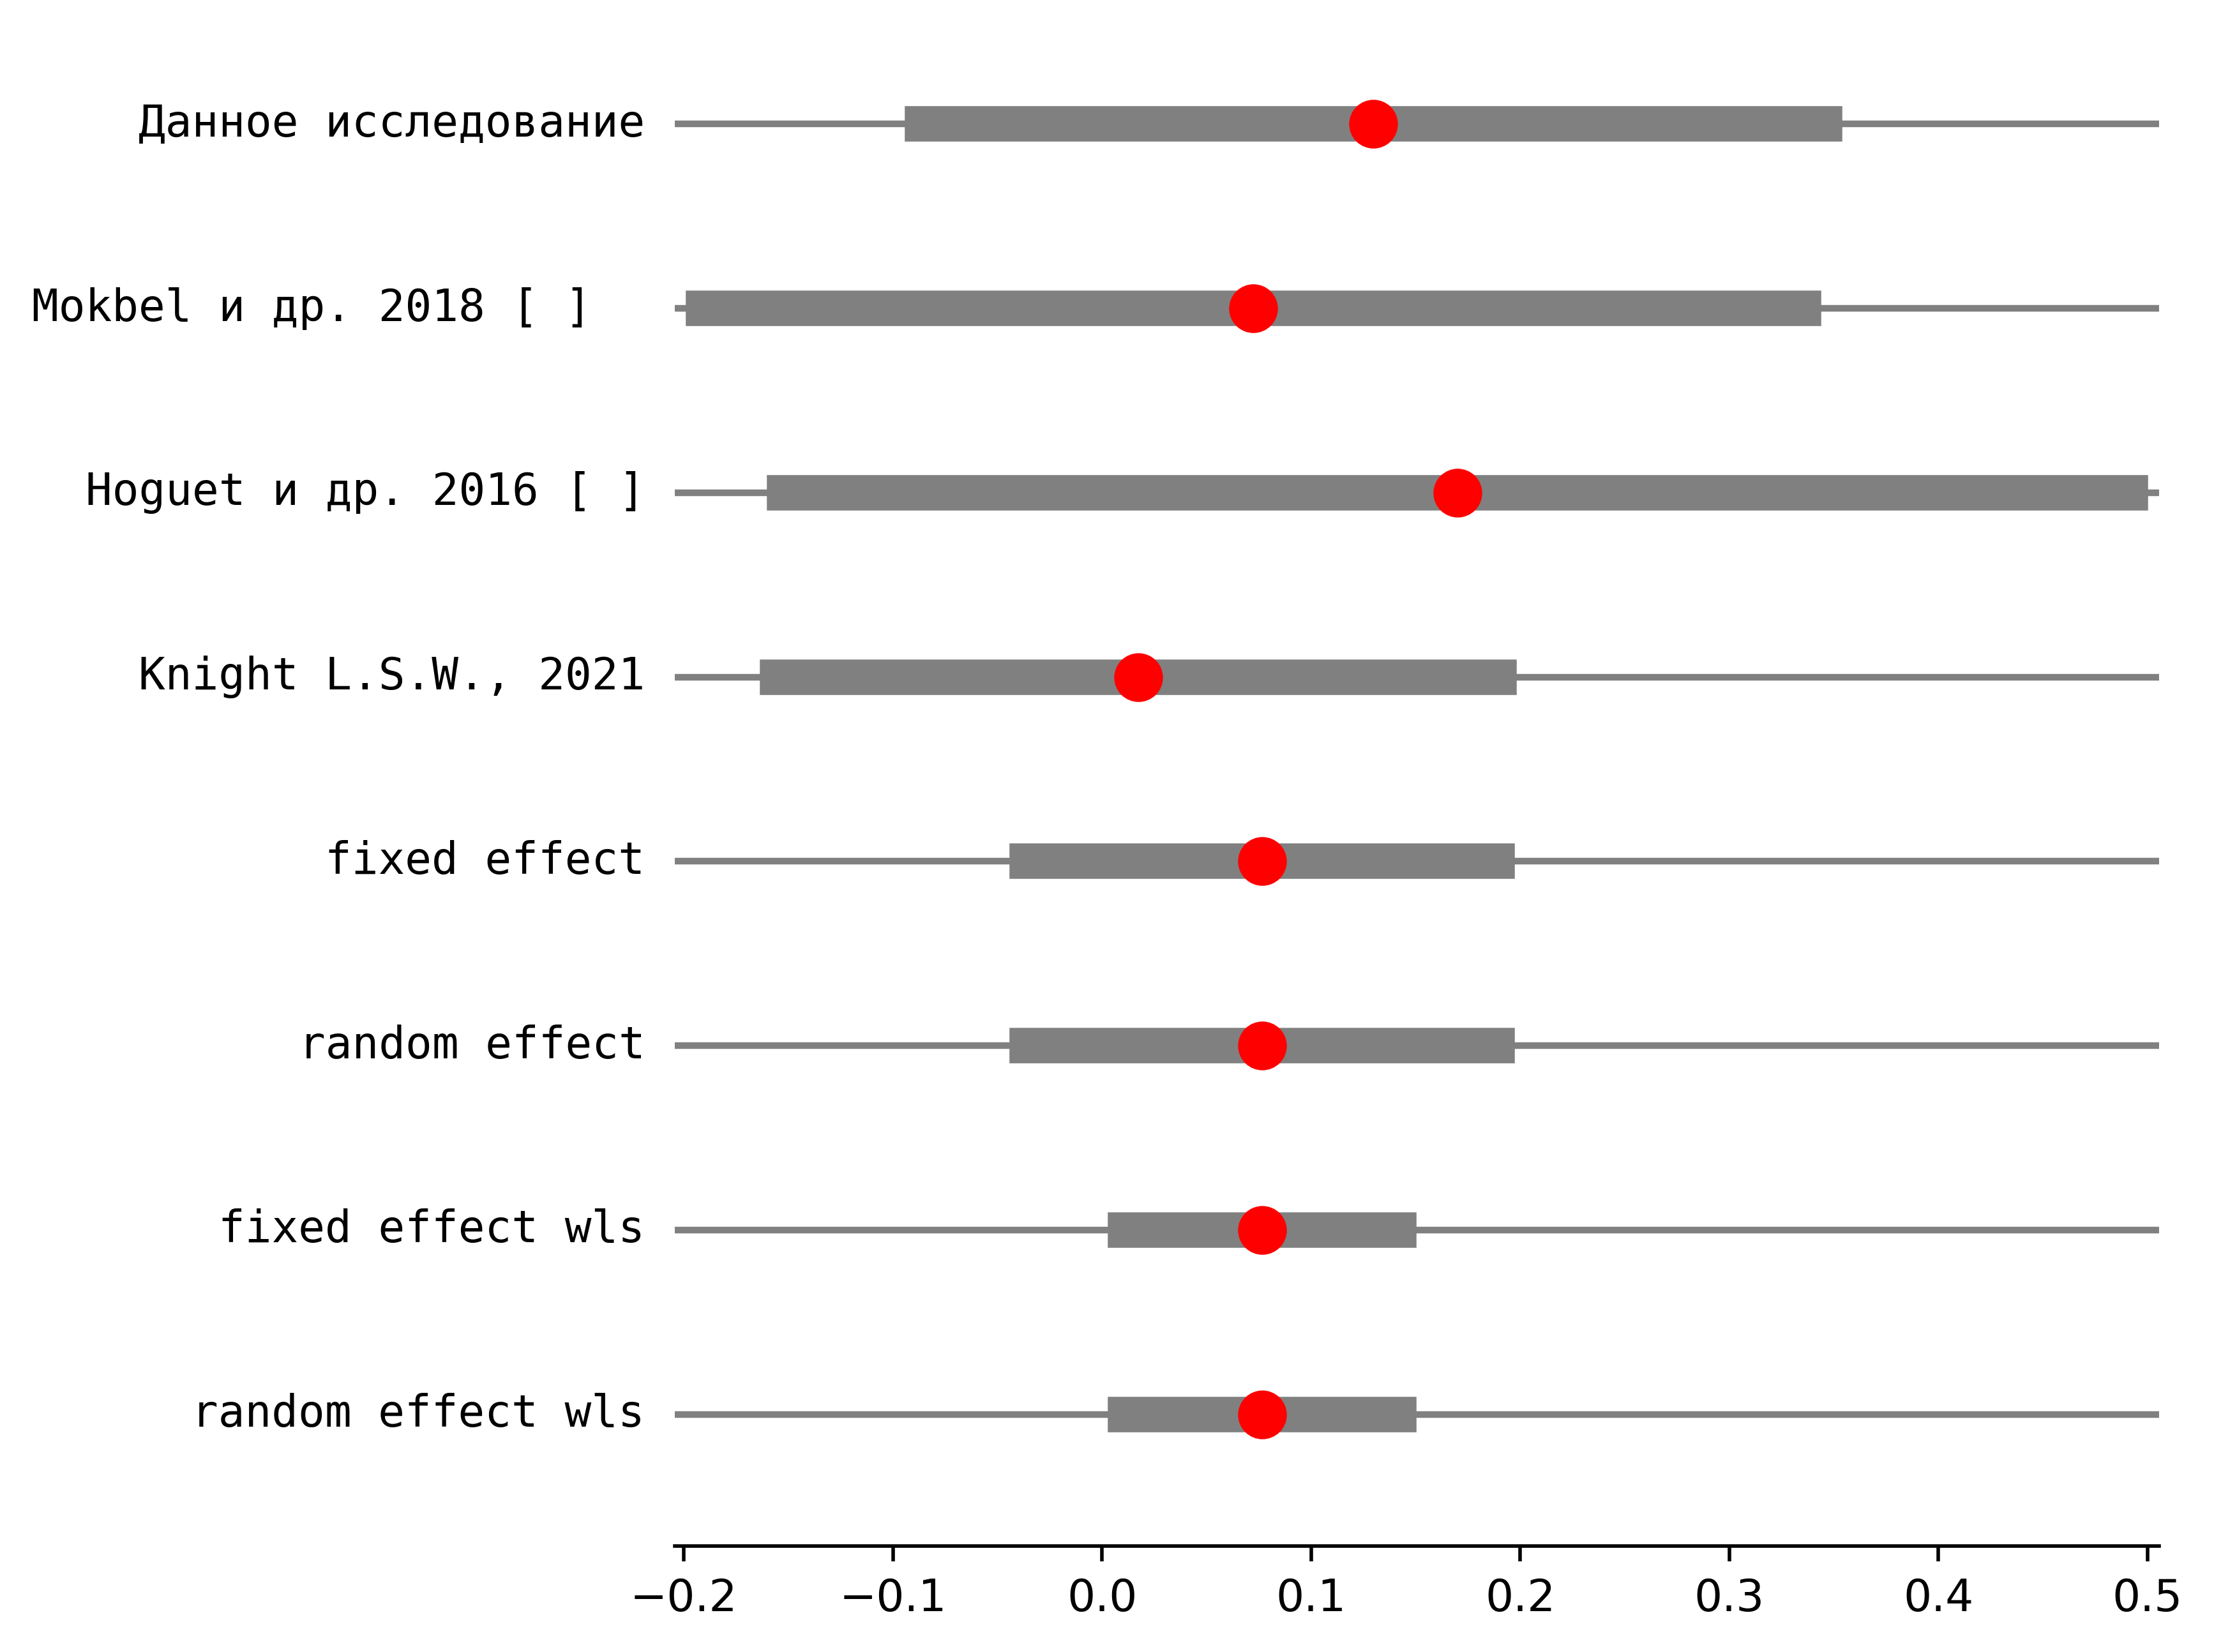 Данное исследование
Mokbel и др. 2018 [ ]
Hoguet и др. 2016 [ ]
Knight L.S.W., 2021
fixed effect
random effect
fixed effect wls
random effect wls
−0.2 −0.1 0.0 0.1 0.2 0.3 0.4 0.5